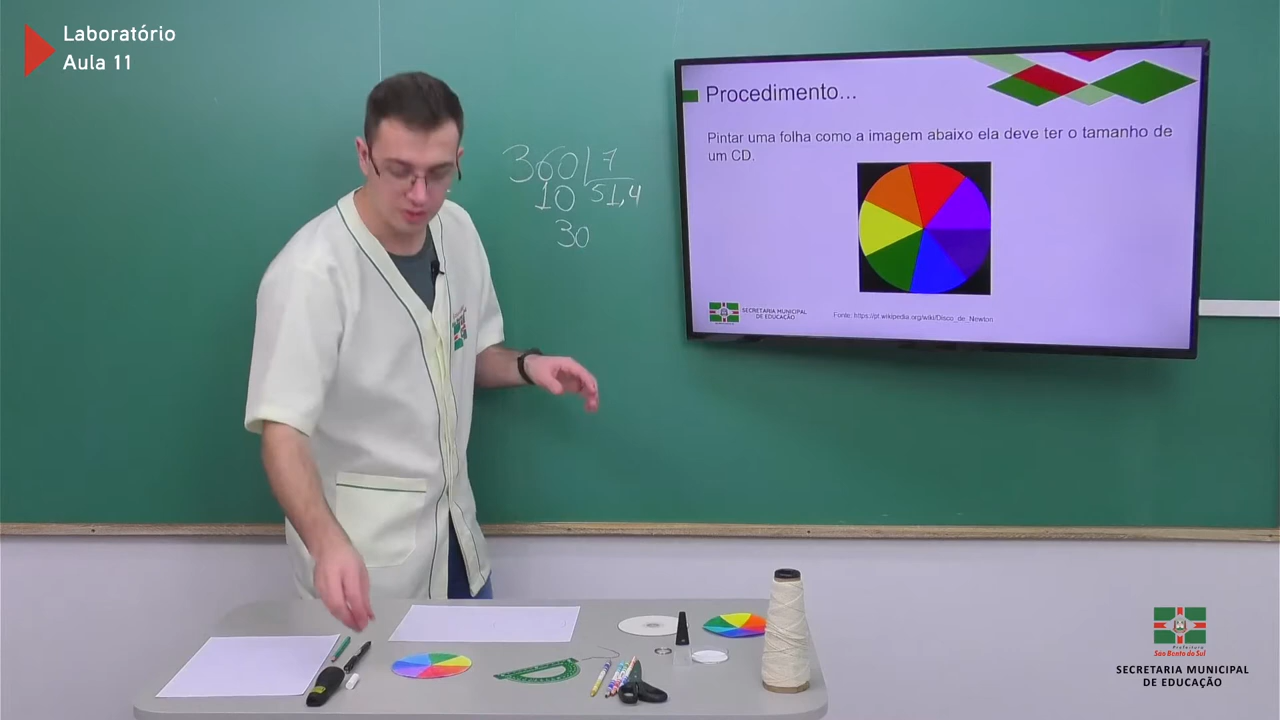 Laboratório
Aula 11
360 7
10 51,4
30
Procedimento...
Pintar uma folha como a imagem abaixo ela deve ter o tamanho de
um CD.
SECRETARIA MUNICIPAL
DE EDUCAÇÃO
Fonte: https://pt.wikipedia.org/wiki/Disco_de_Newton
Prefeitura
São Bento do Sul
SECRETARIA MUNICIPAL
DE EDUCAÇÃO